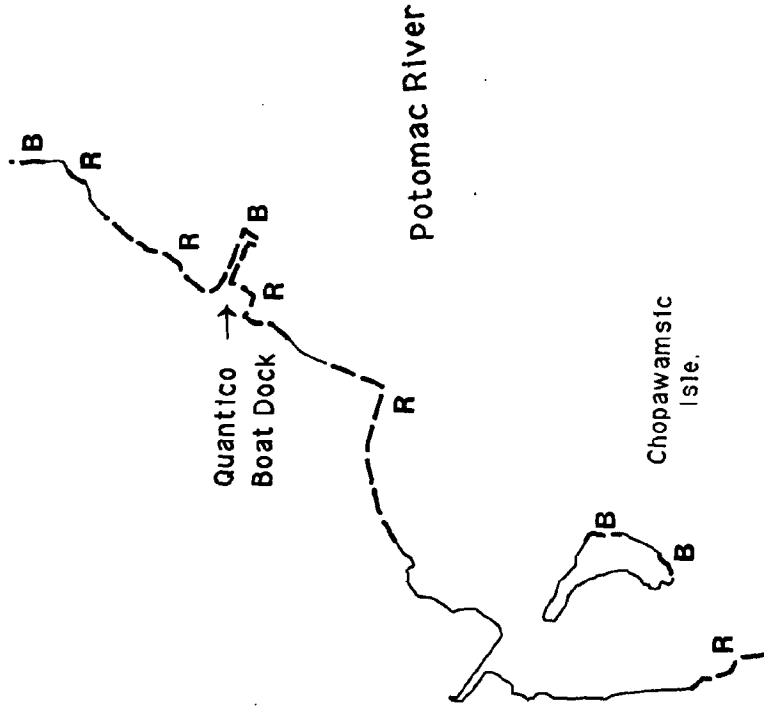 B
R
R
B
R
Quantico
Boat Dock
Potomac River
R
Chopawamsic
Isle.
B
B
R